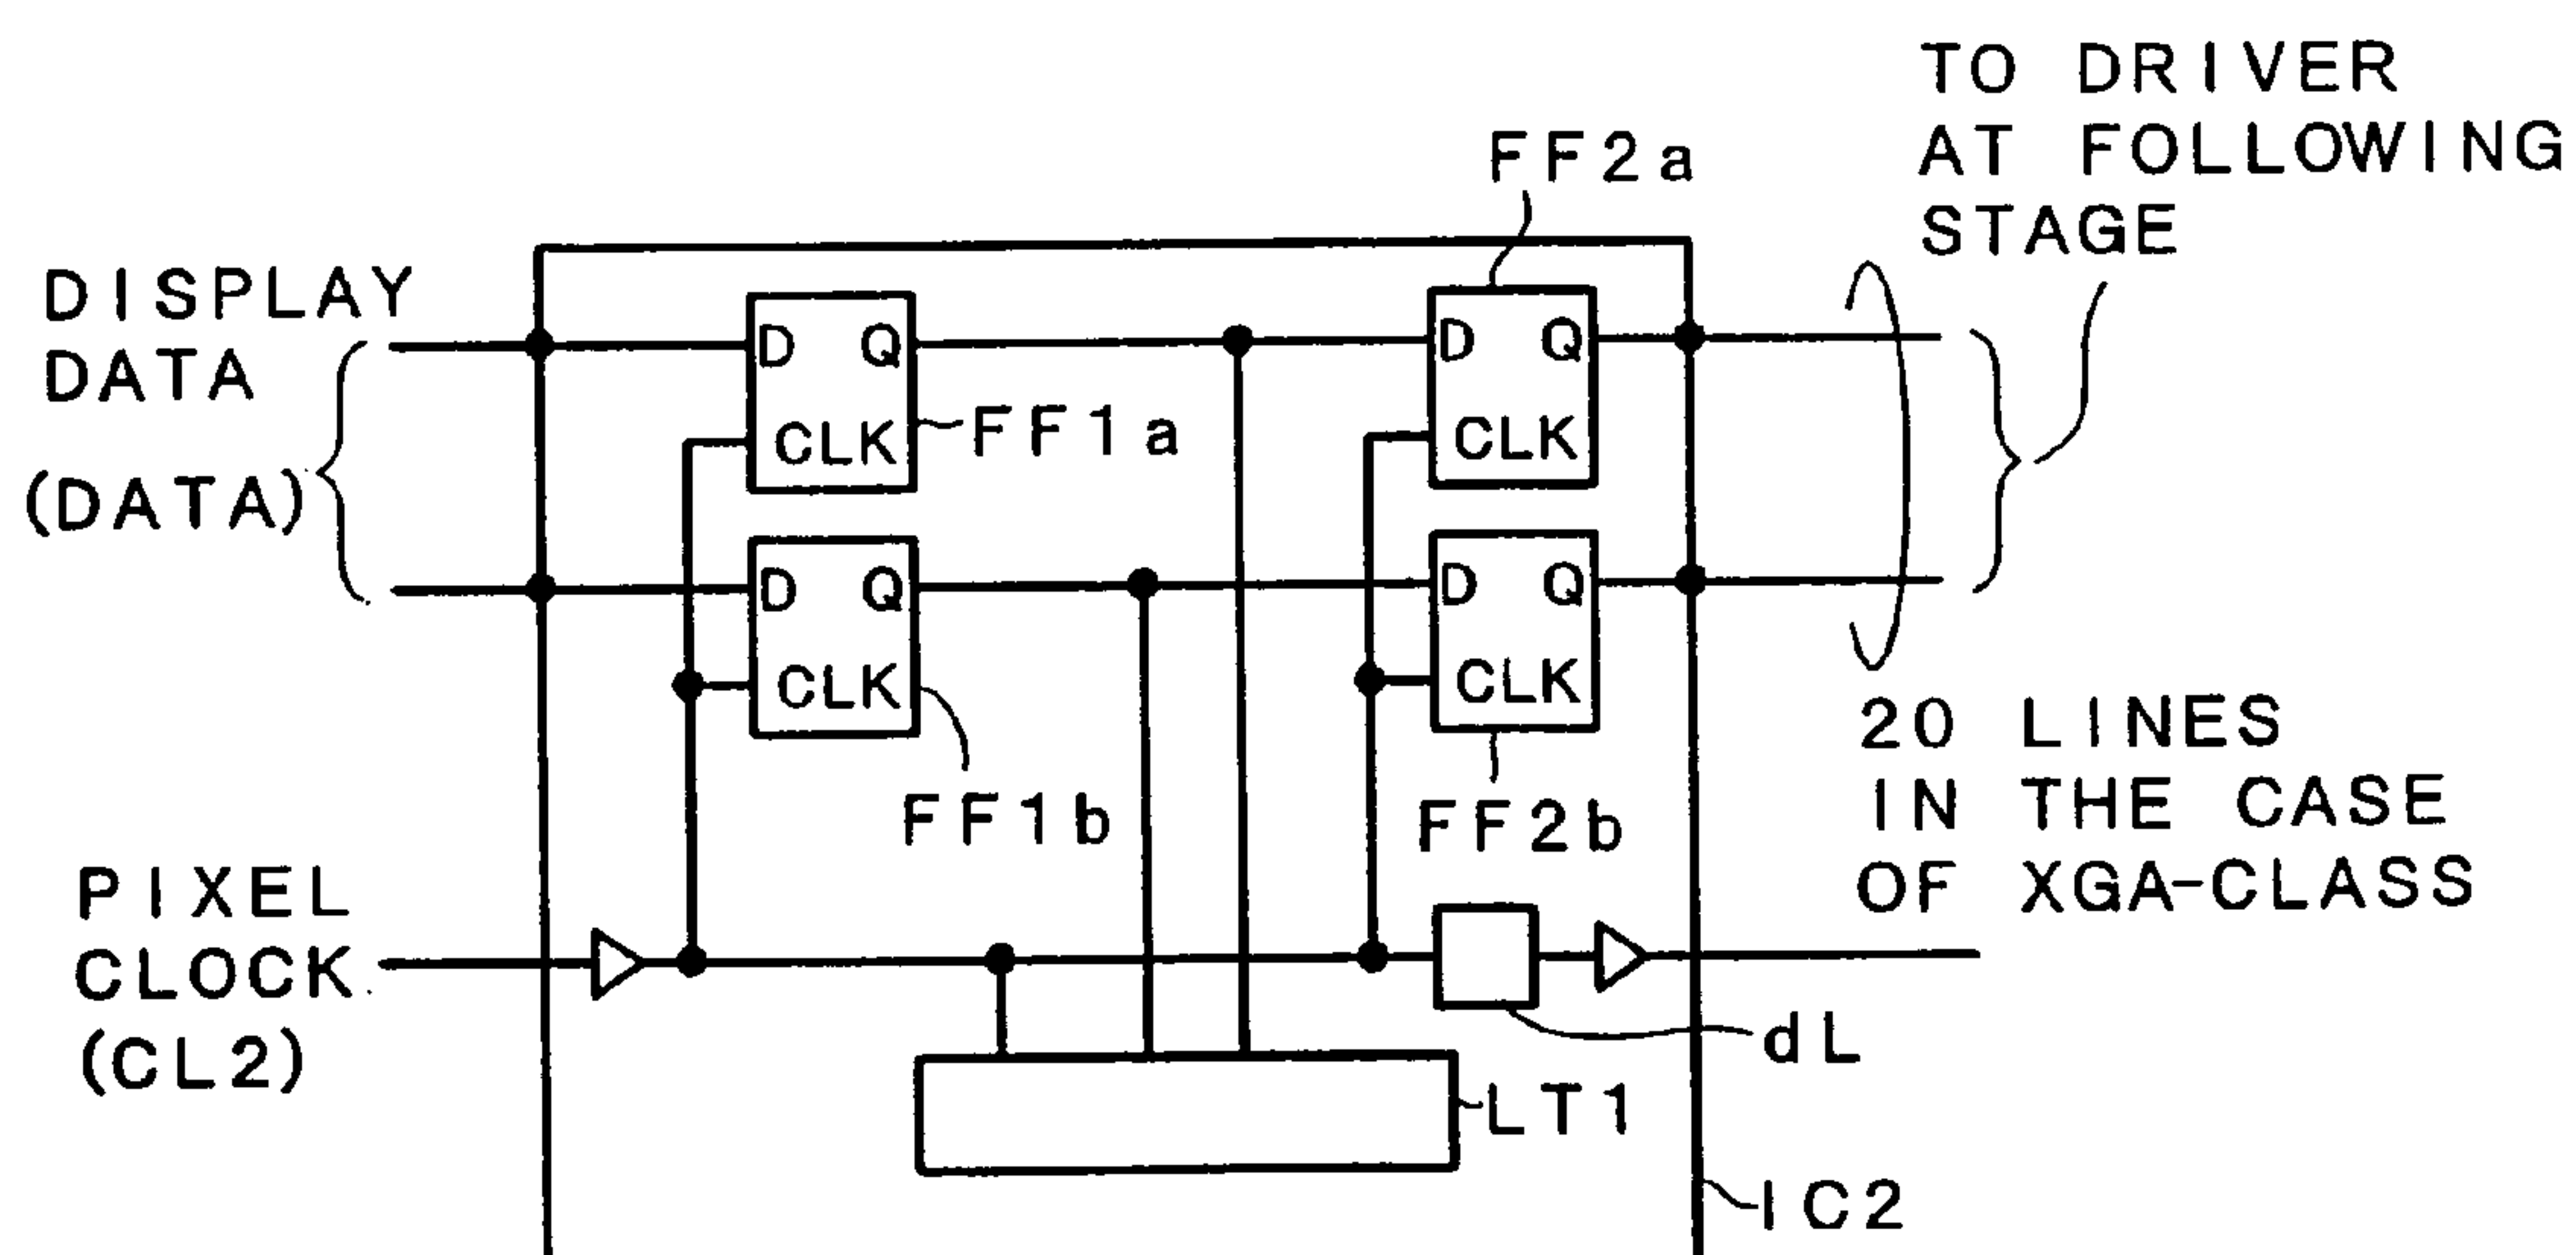 TO DRIVER
AT FOLLOWING
STAGE
FF2a
DISPLAY
DATA
(DATA)
D Q
CLK
FF1a
D Q
CLK
D Q
CLK
FF1b
D Q
CLK
FF2b
20 LINES
IN THE CASE
OF XGA-CLASS
PIXEL
CLOCK
(CL2)
dL
LT1
IC2